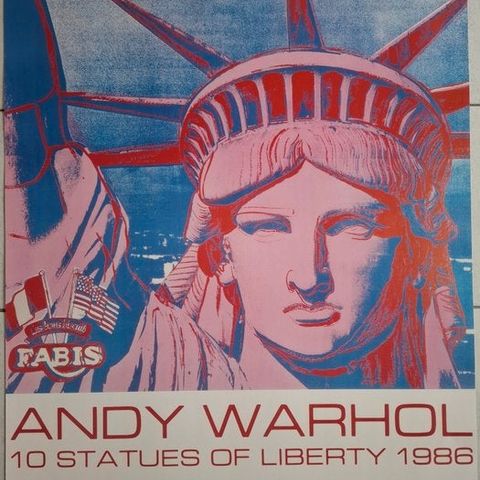 FABIS
ANDY WARHOL
10 STATUES OF LIBERTY 1986